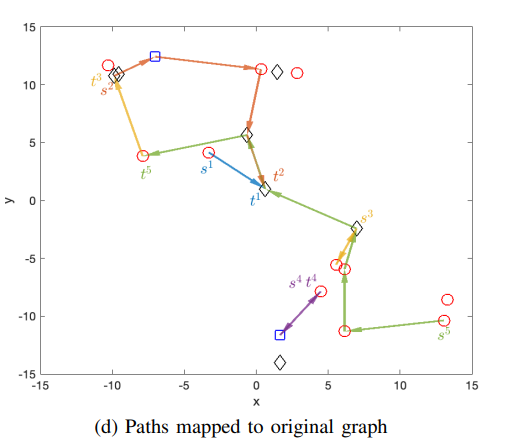 15
10
5
0
-5
-10
-15
y
t³
s²
t⁵
s¹
t²
t¹
s³
s⁴ t⁴
s⁵
-15 -10 -5 0 5 10 15
x
(d) Paths mapped to original graph